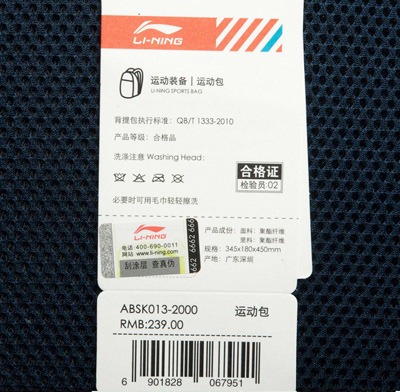 LI-NING
运动装备 | 运动包
LI-NING SPORTS BAG
背提包执行标准: QB/T 1333-2010
产品等级: 合格品
洗涤注意 Washing Head:
合格证
检验员:02
必要时可用毛巾轻轻擦洗
LI-NING
电话 400-690-0011
网站 www.li-ning.com
刮涂层 查真伪
6662 6662 666
662
产品成份: 面料: 聚酯纤维
里料: 聚酯纤维
规格: 345x180x450mm
产地: 广东深圳
ABSK013-2000 运动包
RMB:239.00
6 901828 067951